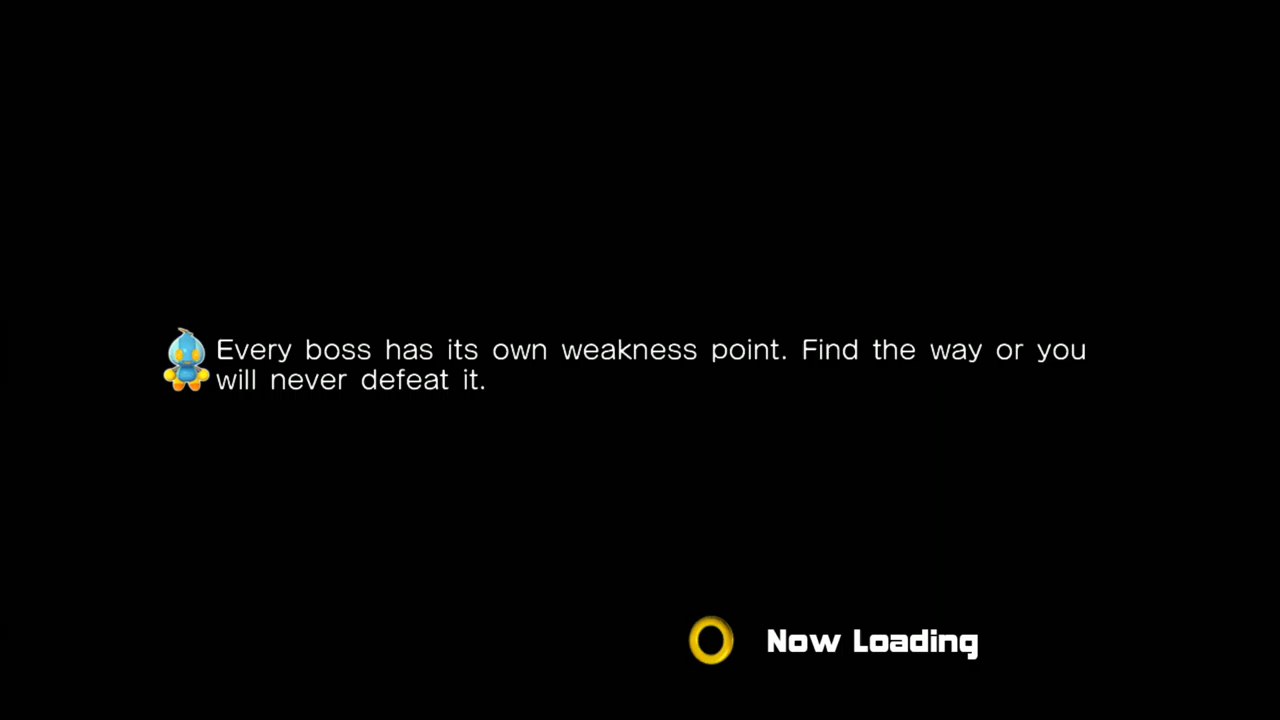 Every boss has its own weakness point. Find the way or you
will never defeat it.
Now Loading